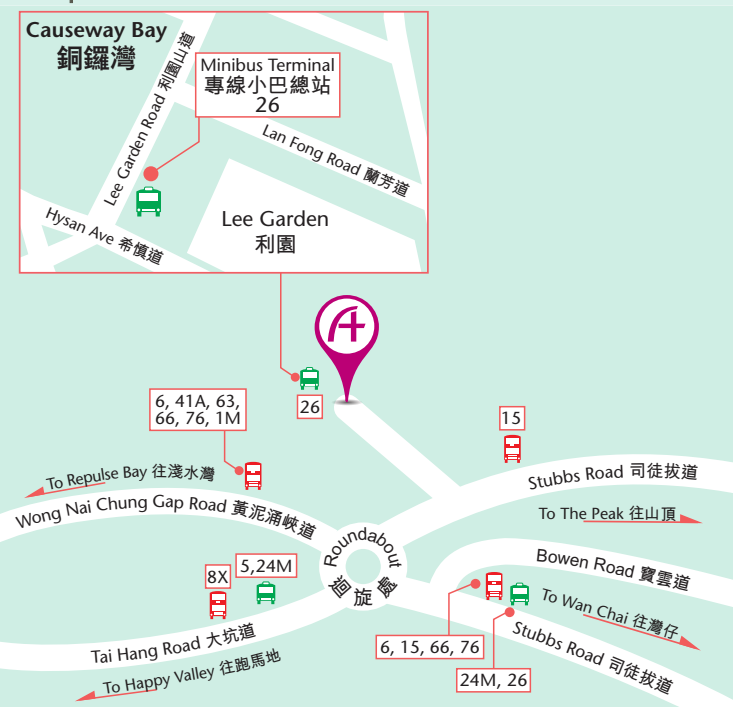 Causeway Bay
銅鑼灣
Minibus Terminal
專線小巴總站
26
Lee Garden Road 利園山道
Lan Fong Road 蘭芳道
Hysan Ave 希慎道
Lee Garden
利園
26
6, 41A, 63,
66, 76, 1M
15
To Repulse Bay 往淺水灣
Wong Nai Chung Gap Road 黃泥涌峽道
Stubbs Road 司徒拔道
To The Peak 往山頂
Roundabout
迴旋處
Bowen Road 寶雲道
8X
5,24M
To Wan Chai 往灣仔
Tai Hang Road 大坑道
6, 15, 66, 76
Stubbs Road 司徒拔道
To Happy Valley 往跑馬地
24M, 26